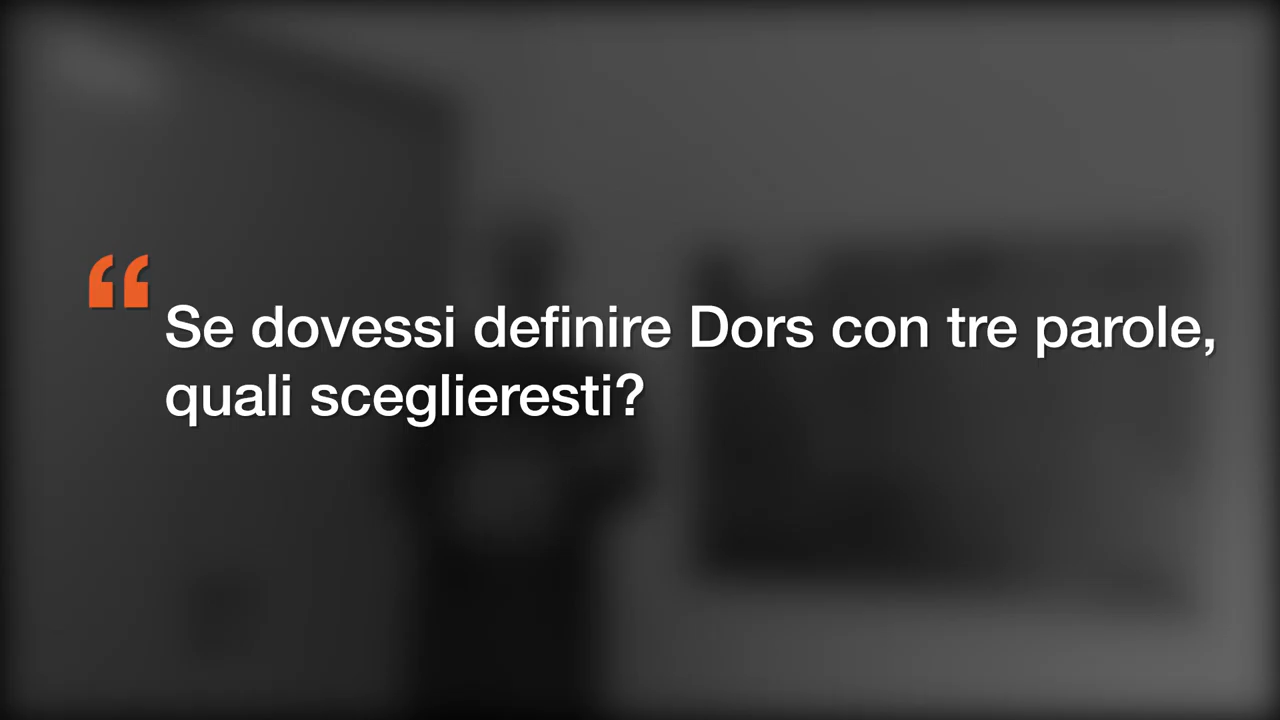 “Se dovessi definire Dors con tre parole,
quali sceglieresti?